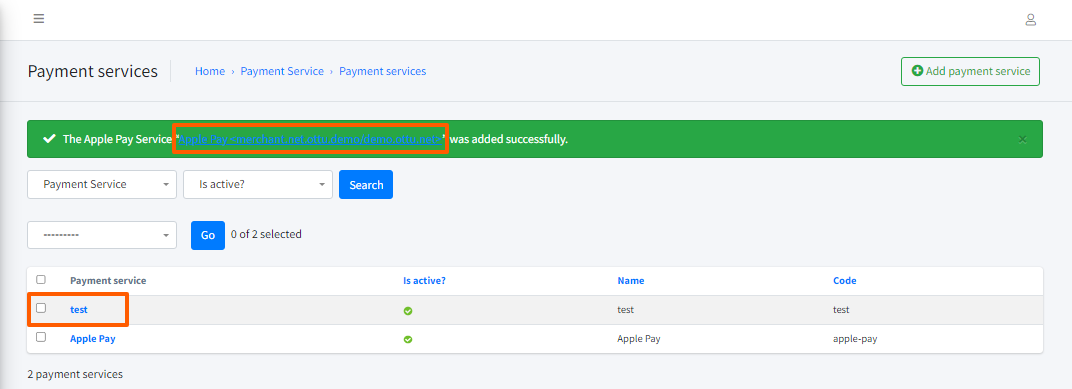 Payment services
Home › Payment Service › Payment services
Add payment service
The Apple Pay Service “ ” was added successfully.
×
Payment Service
Is active?
Search
---------
Go
0 of 2 selected
Payment service Is active? Name Code
test test test
Apple Pay Apple Pay apple-pay
2 payment services